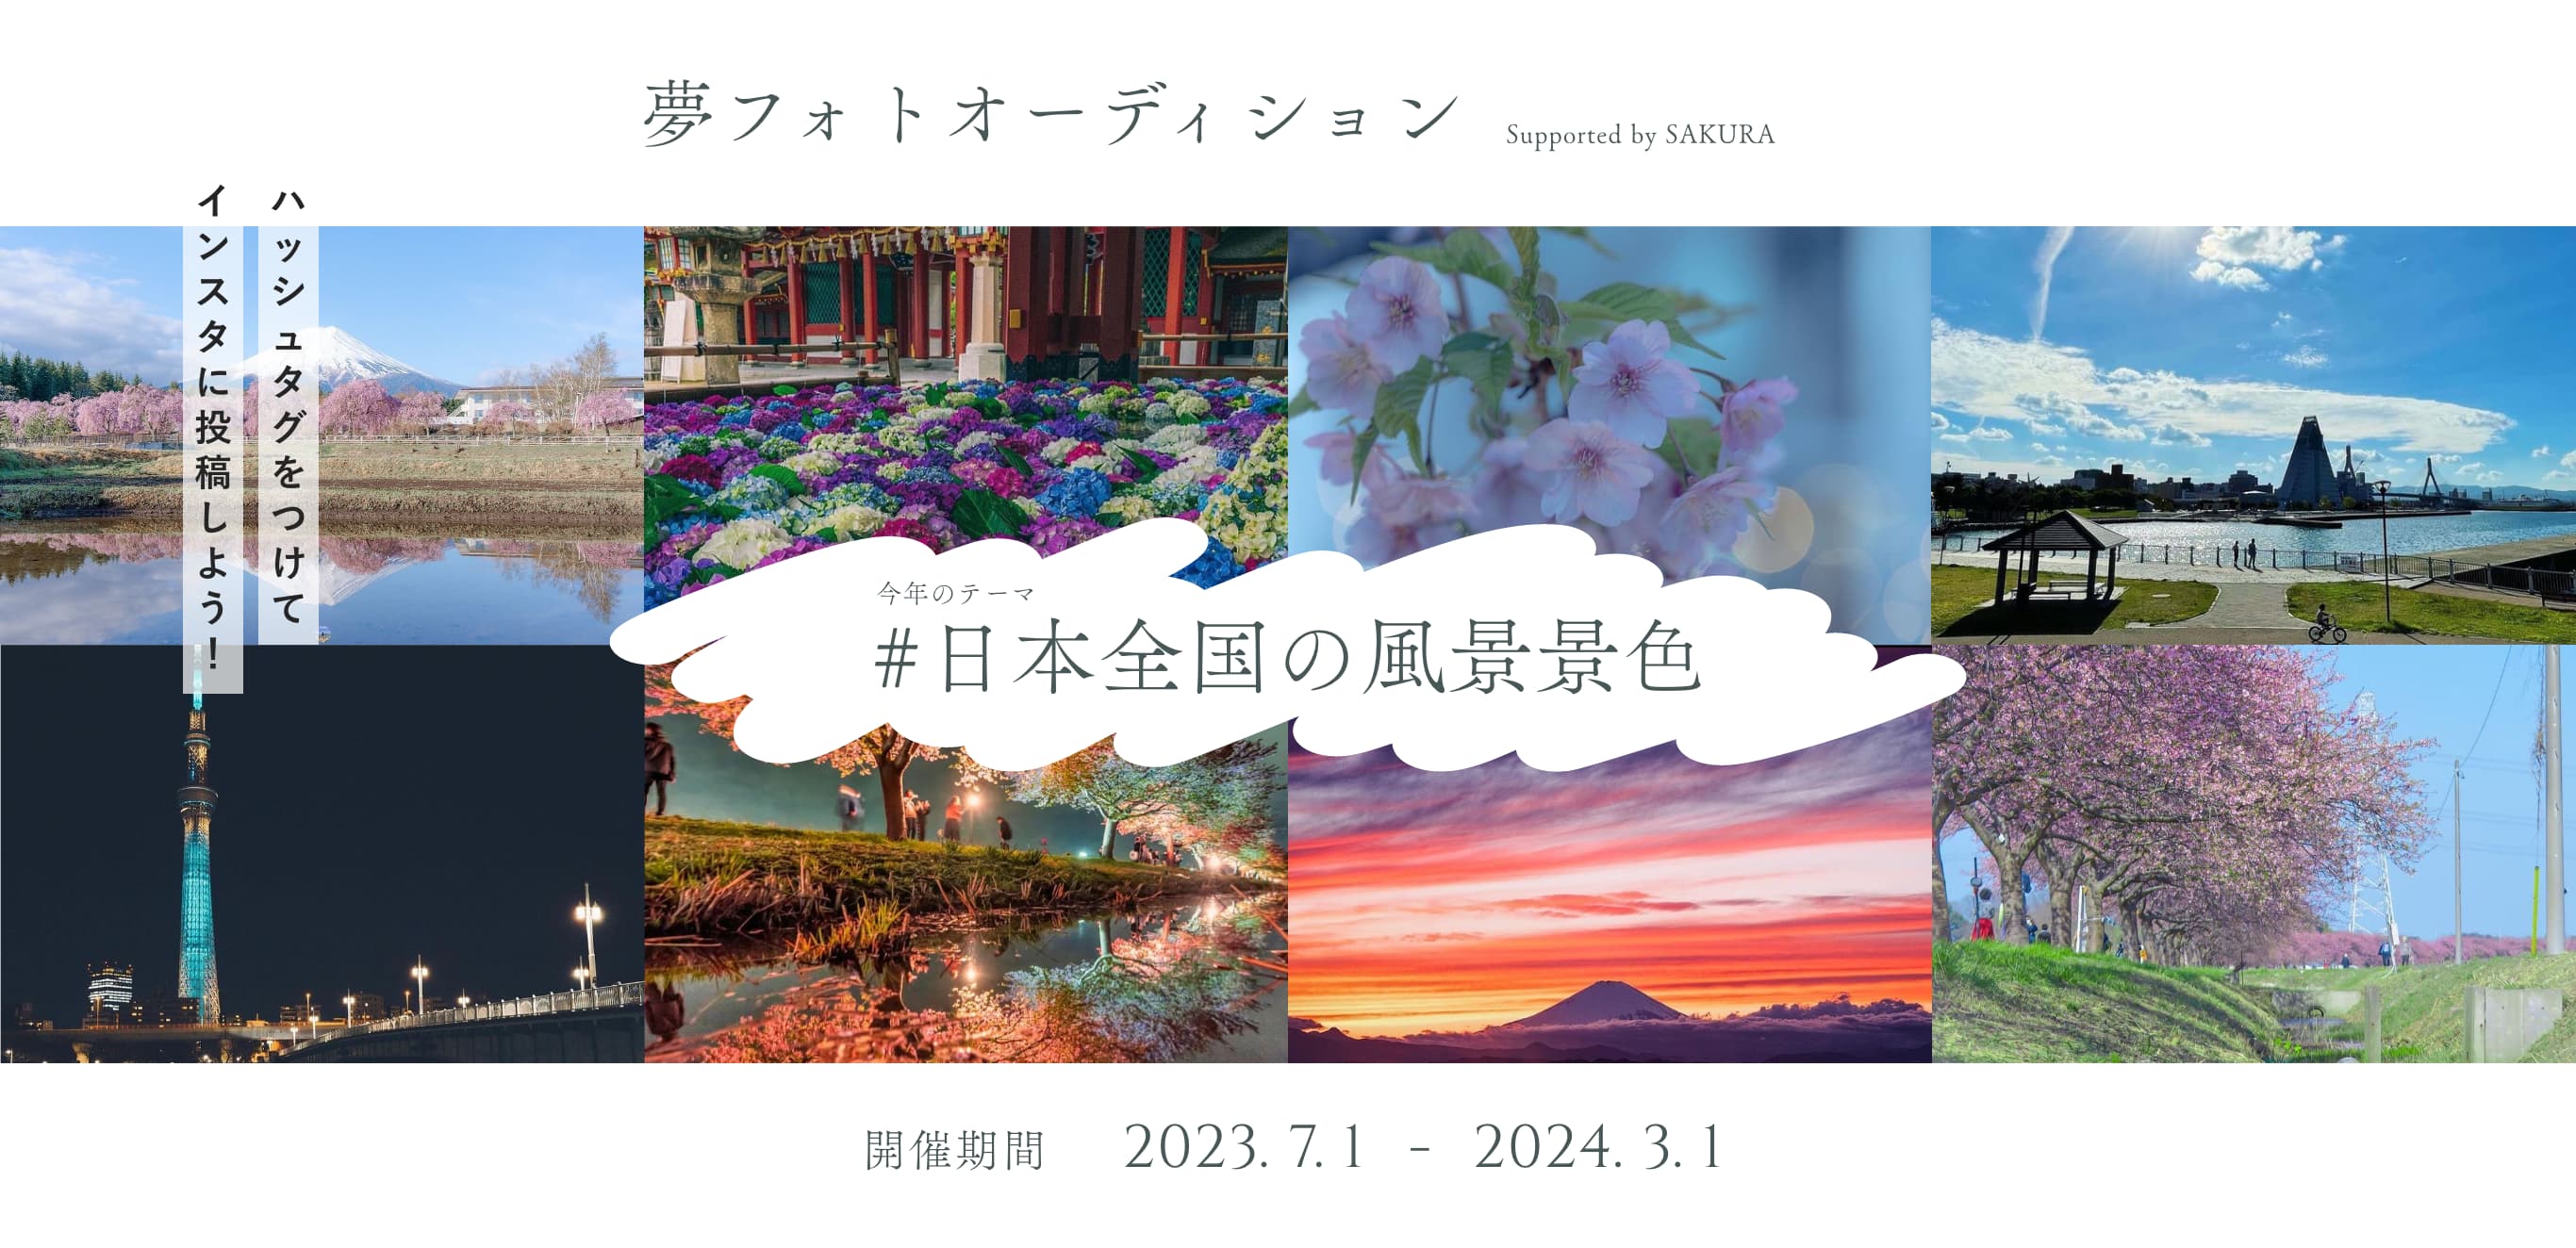 夢フォトオーディション Supported by SAKURA
ハッシュタグをつけて
インスタに投稿しよう!
今年のテーマ
#日本全国の風景景色
開催期間 2023. 7. 1 - 2024. 3. 1